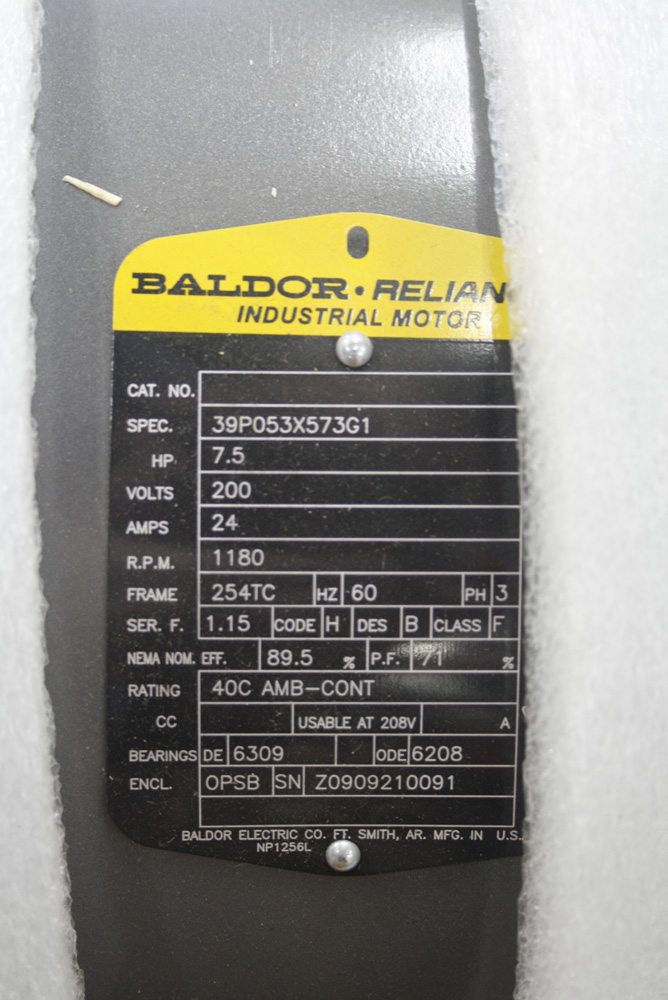 BALDOR • RELIAN
INDUSTRIAL MOTOR
CAT. NO.
SPEC. 39P053X573G1
HP 7.5
VOLTS 200
AMPS 24
R.P.M. 1180
FRAME 254TC HZ 60 PH 3
SER. F. 1.15 CODE H DES B CLASS F
NEMA NOM. EFF. 89.5 % P.F. 71 %
RATING 40C AMB-CONT
CC USABLE AT 208V A
BEARINGS DE 6309 ODE 6208
ENCL. OPSB SN Z0909210091
BALDOR ELECTRIC CO. FT. SMITH, AR. MFG. IN U.S.
NP1256L